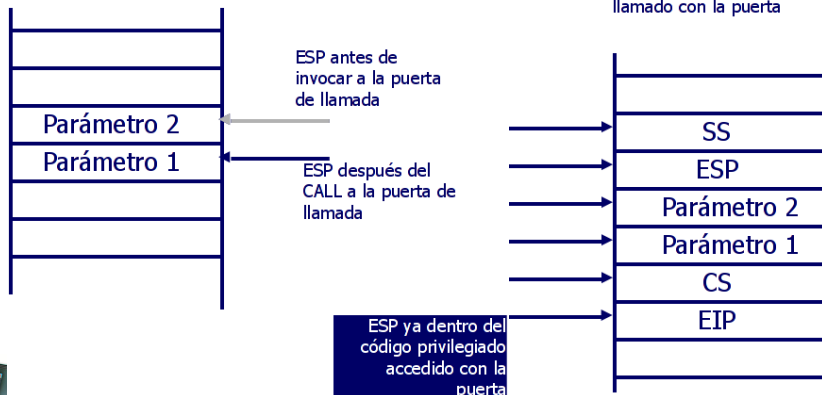 llamado con la puerta
ESP antes de
invocar a la puerta
de llamada
Parámetro 2
Parámetro 1
ESP después del
CALL a la puerta de
llamada
SS
ESP
Parámetro 2
Parámetro 1
CS
EIP
ESP ya dentro del
código privilegiado
accedido con la
puerta